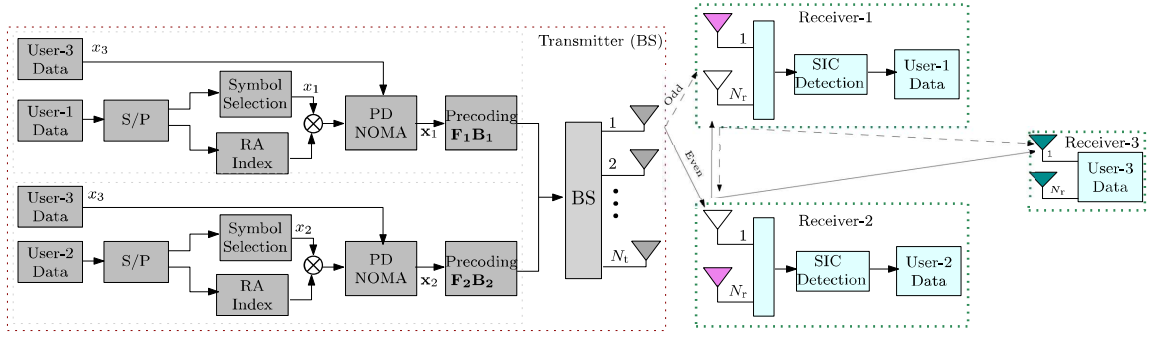 Transmitter (BS)
User-3
Data
x₃
User-1
Data
S/P
Symbol
Selection
x₁
RA
Index
PD
NOMA
𝐱₁
Precoding
F₁B₁
User-3
Data
x₃
User-2
Data
S/P
Symbol
Selection
x₂
RA
Index
PD
NOMA
𝐱₂
Precoding
F₂B₂
BS
1
2
Nₜ
Odd
Even
Receiver-1
1
Nᵣ
SIC
Detection
User-1
Data
Receiver-2
1
Nᵣ
SIC
Detection
User-2
Data
Receiver-3
1
Nᵣ
User-3
Data